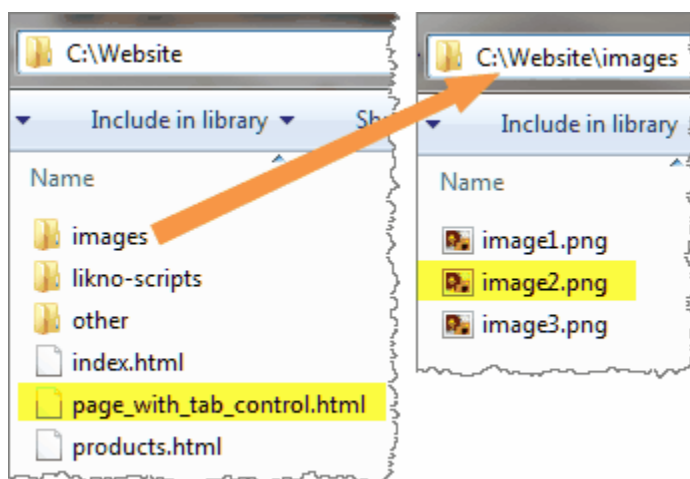 C:\Website
Include in library
Sh
Name
images
likno-scripts
other
index.html
page_with_tab_control.html
products.html
C:\Website\images
Include in library
Name
image1.png
image2.png
image3.png